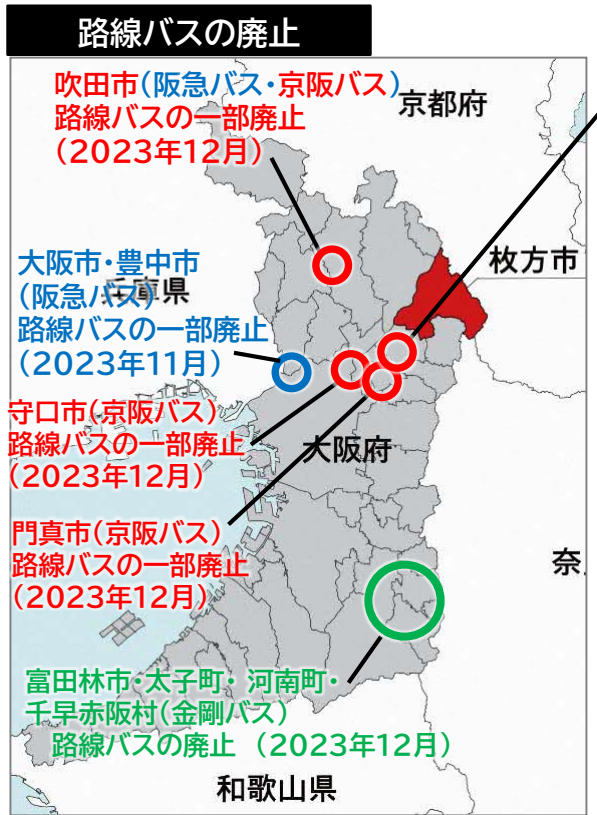 路線バスの廃止
吹田市(阪急バス・京阪バス)
路線バスの一部廃止
(2023年12月)
京都府
枚方市
大阪市・豊中市
(阪急バス)
兵庫県
路線バスの一部廃止
(2023年11月)
守口市(京阪バス)
路線バスの一部廃止
(2023年12月)
大阪府
門真市(京阪バス)
路線バスの一部廃止
(2023年12月)
奈
富田林市・太子町・ 河南町・
千早赤阪村(金剛バス)
路線バスの廃止 (2023年12月)
和歌山県